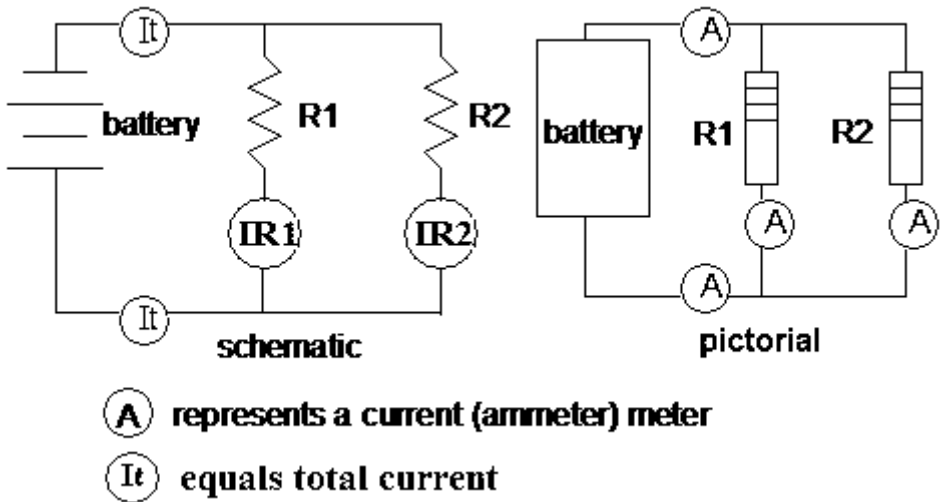 It
battery
R1
R2
IR1
IR2
It
schematic
A
battery
R1
R2
A
A
A
pictorial
A represents a current (ammeter) meter
It equals total current